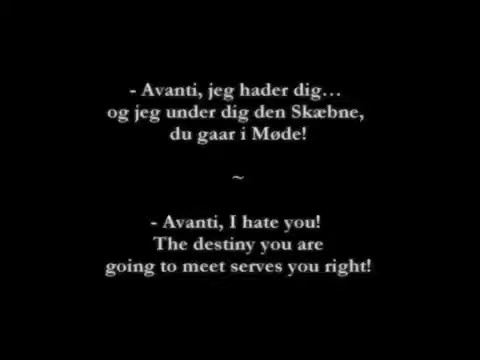 - Avanti, jeg hader dig…
og jeg under dig den Skæbne,
du gaar i Møde!
~
- Avanti, I hate you!
The destiny you are
going to meet serves you right!